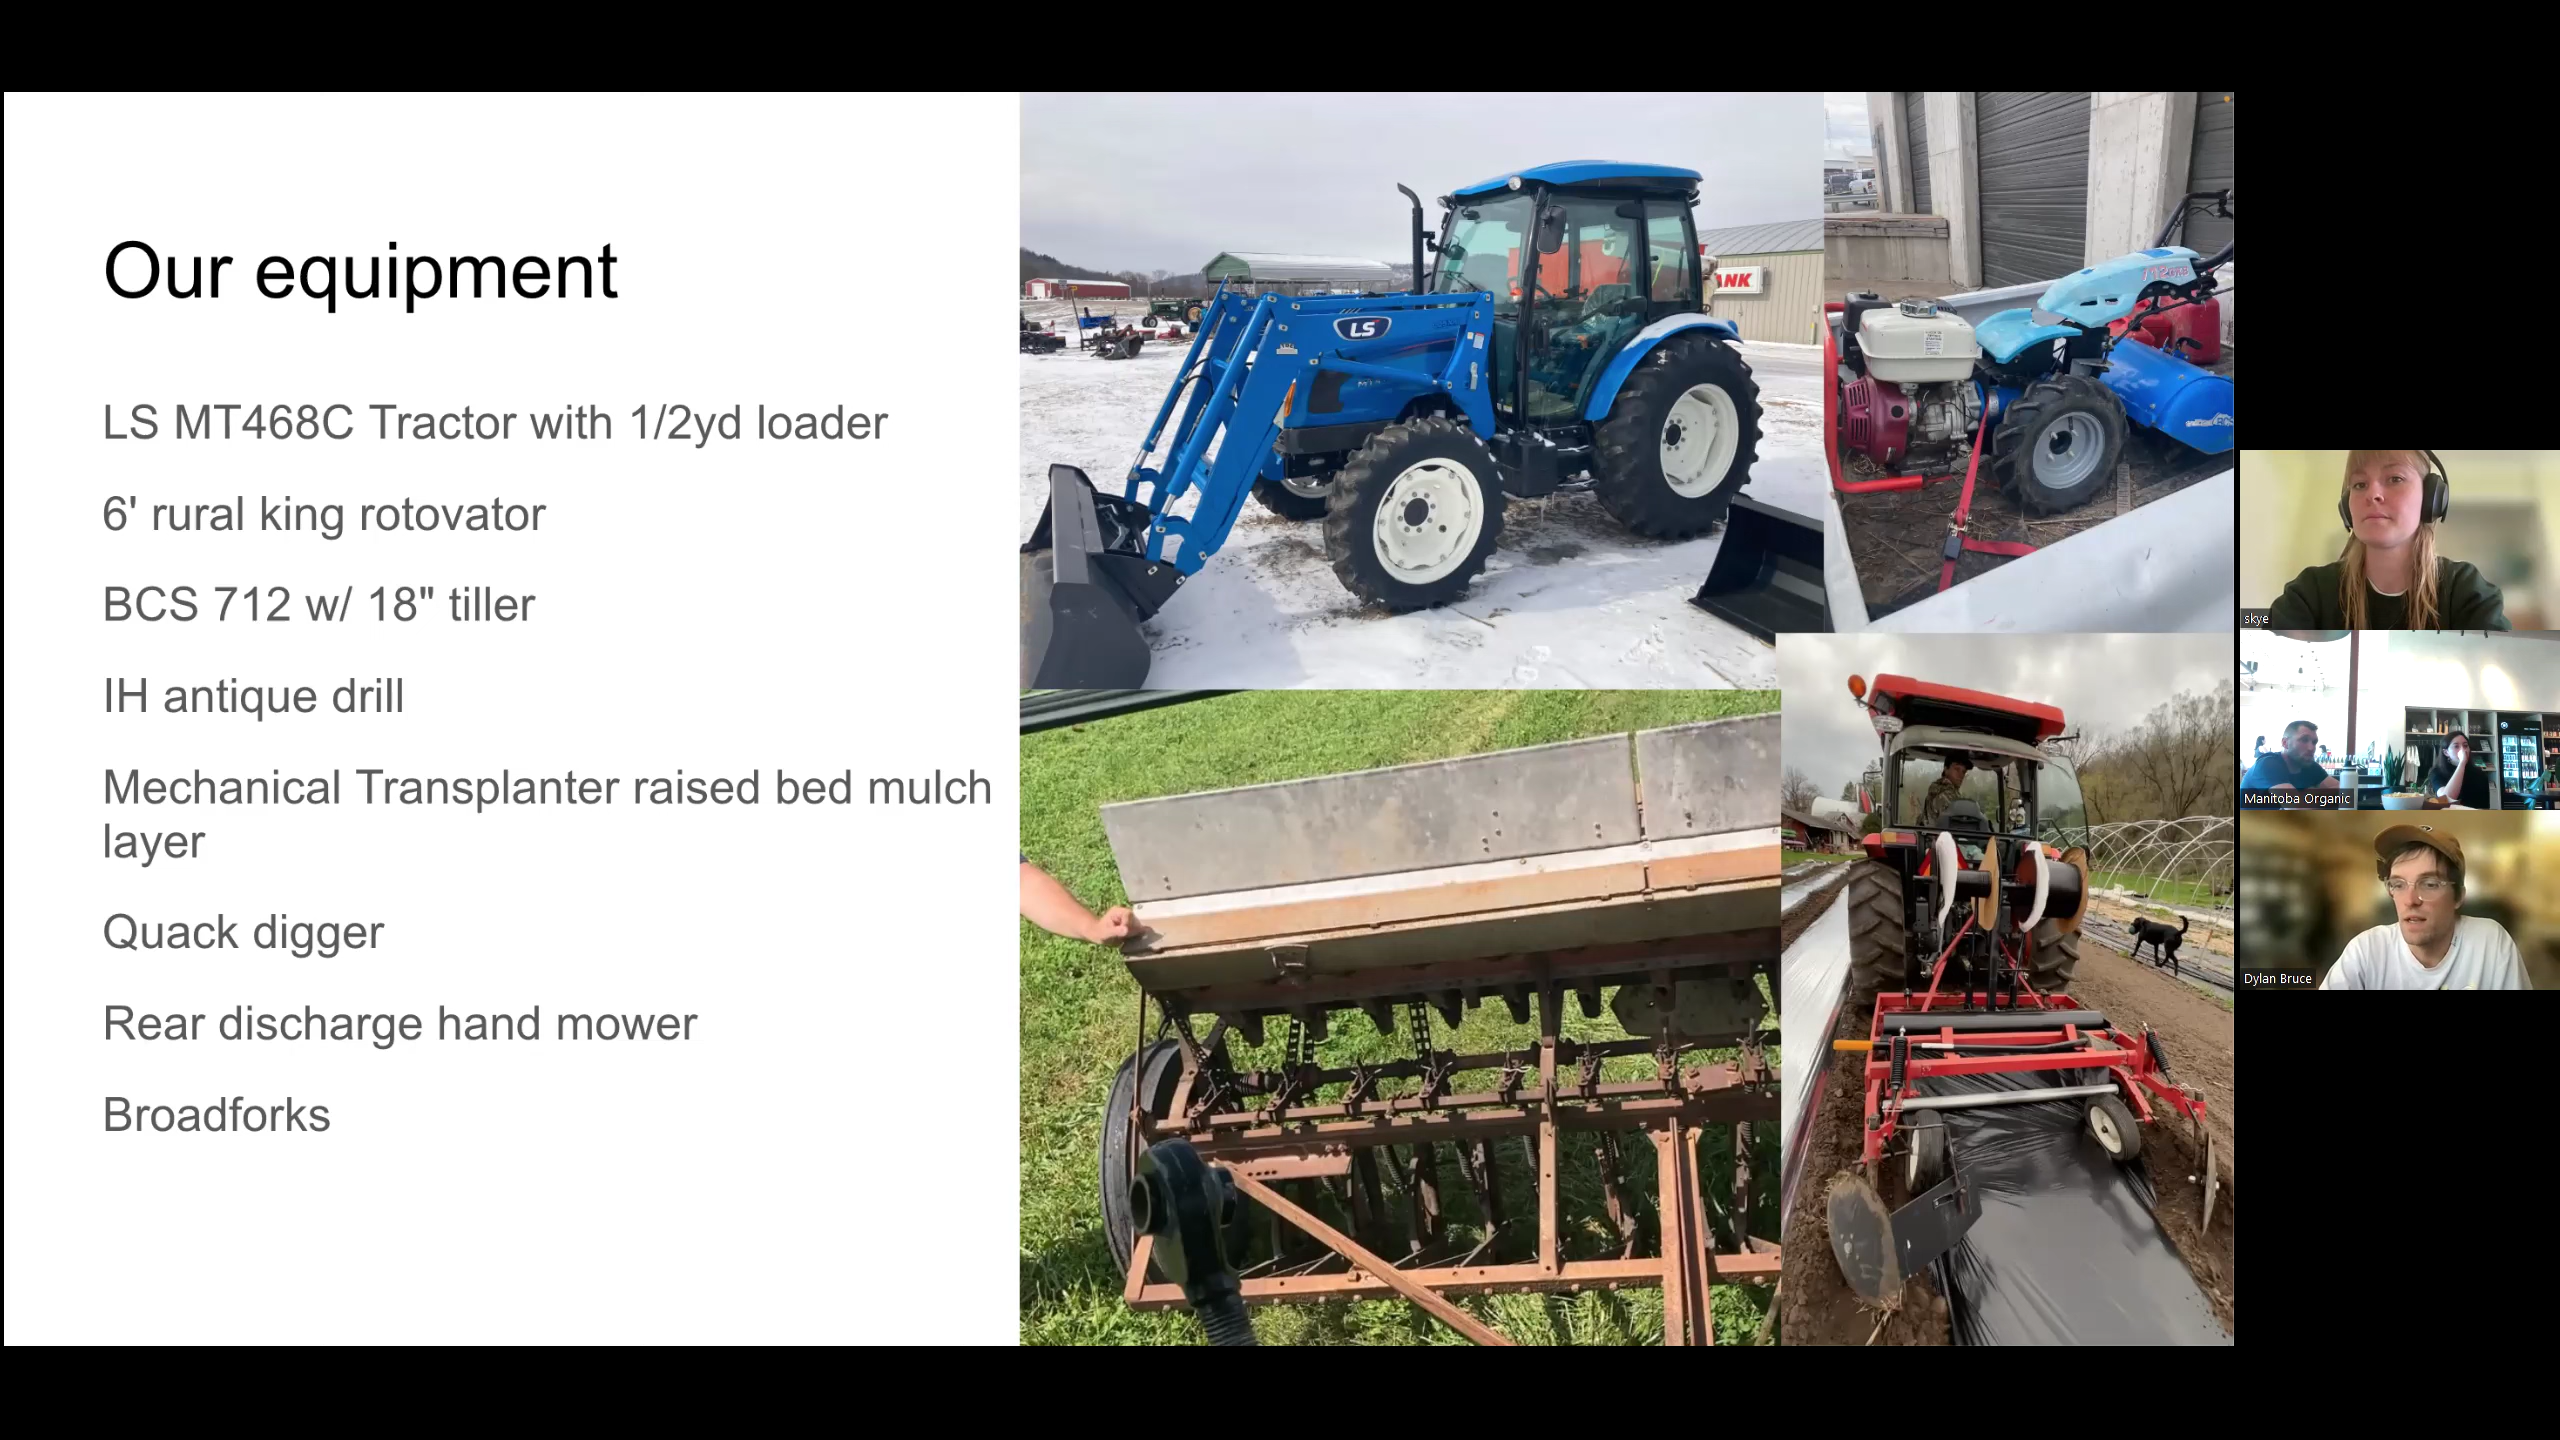 Our equipment
LS MT468C Tractor with 1/2yd loader
6' rural king rotovator
BCS 712 w/ 18" tiller
IH antique drill
Mechanical Transplanter raised bed mulch
layer
Quack digger
Rear discharge hand mower
Broadforks
LS
ANK
skye
Manitoba Organic
Dylan Bruce